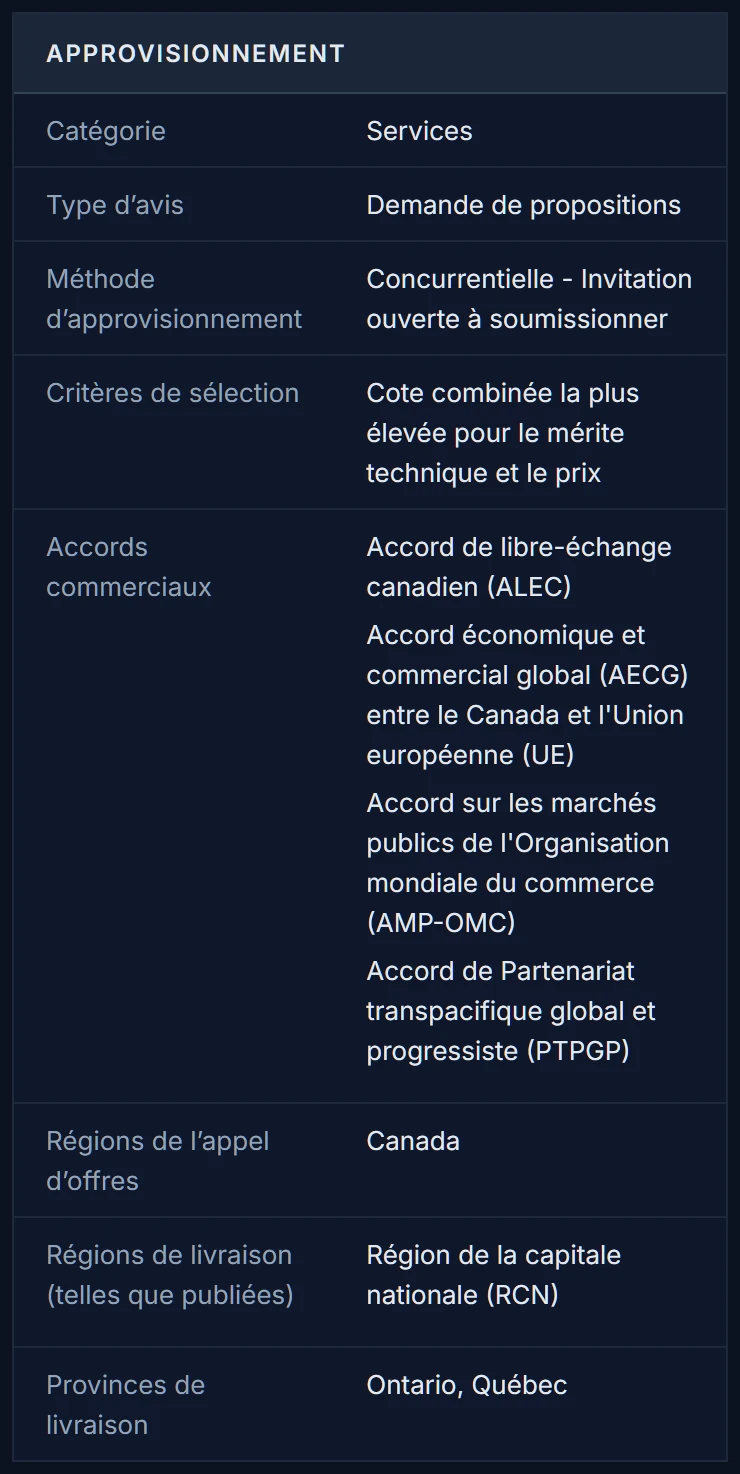 APPROVISIONNEMENT
Catégorie
Services
Type d’avis
Demande de propositions
Méthode
d’approvisionnement
Concurrentielle - Invitation
ouverte à soumissionner
Critères de sélection
Cote combinée la plus
élevée pour le mérite
technique et le prix
Accords
commerciaux
Accord de libre-échange
canadien (ALEC)
Accord économique et
commercial global (AECG)
entre le Canada et l'Union
européenne (UE)
Accord sur les marchés
publics de l'Organisation
mondiale du commerce
(AMP-OMC)
Accord de Partenariat
transpacifique global et
progressiste (PTPGP)
Régions de l’appel
d’offres
Canada
Régions de livraison
(telles que publiées)
Région de la capitale
nationale (RCN)
Provinces de
livraison
Ontario, Québec